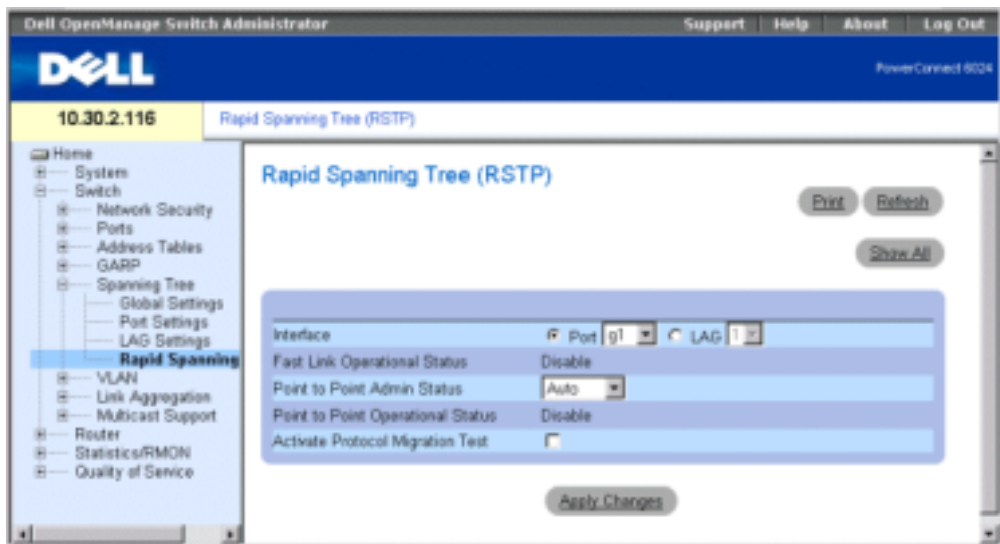 Dell OpenManage Switch Administrator Support Help About Log Out
DELL
PowerConnect 6024
10.30.2.116 Rapid Spanning Tree (RSTP)
Home
System
Switch
Network Security
Ports
Address Tables
GARP
Spanning Tree
Global Settings
Port Settings
LAG Settings
Rapid Spanning
VLAN
Link Aggregation
Multicast Support
Router
Statistics/RMON
Quality of Service
Rapid Spanning Tree (RSTP)
Print Refresh
Show All
Interface Port g1 LAG 1
Fast Link Operational Status Disable
Point to Point Admin Status Auto
Point to Point Operational Status Disable
Activate Protocol Migration Test
Apply Changes